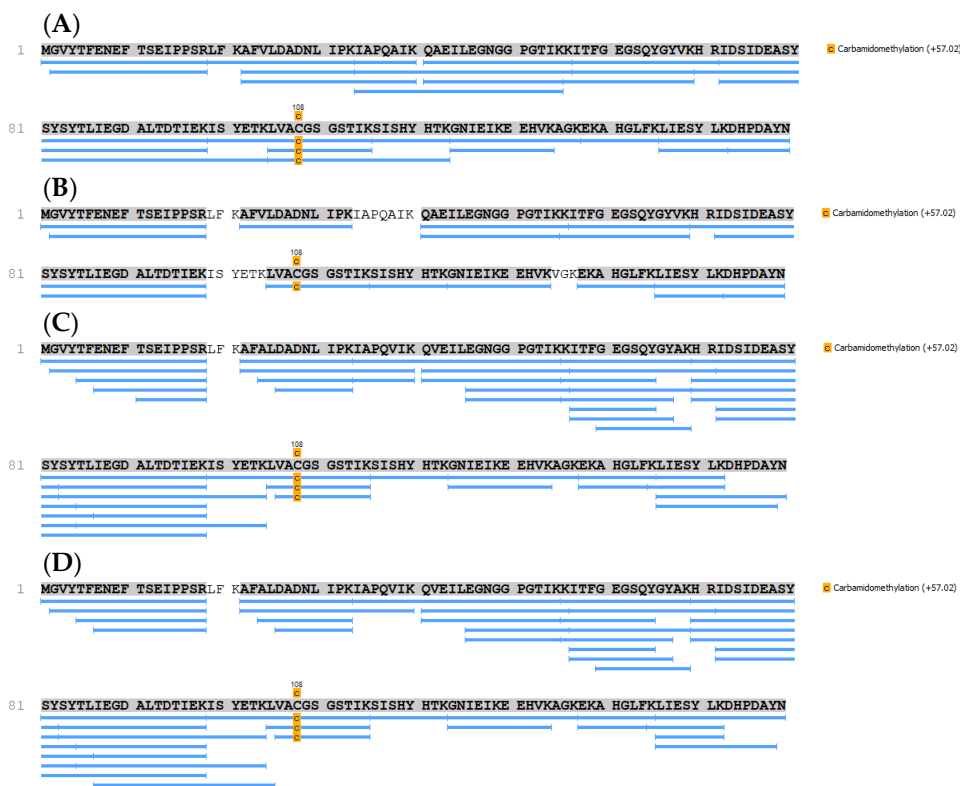 (A)
1 MGVYTFENEF TSEIPPSRLF KAFVLDADNL IPKIAPQAIK QAEILEGNGG PGTIKKITFG EGSQYGYVKH RIDSIDEASY C Carbamidomethylation (+57.02)
108
C
81 SYSYTLIEGD ALTDTIEKIS YETKLVACGS GSTIKSISHY HTKGNIEIKE EHVKAGKEKA HGLFKLIESY LKDHPDAYN
C
C
C
(B)
1 MGVYTFENEF TSEIPPSRLF KAFVLDADNL IPKIAPQAIK QAEILEGNGG PGTIKKITFG EGSQYGYVKH RIDSIDEASY C Carbamidomethylation (+57.02)
108
C
81 SYSYTLIEGD ALTDTIEKIS YETKLVACGS GSTIKSISHY HTKGNIEIKE EHVKVGKEKA HGLFKLIESY LKDHPDAYN
C
(C)
1 MGVYTFENEF TSEIPPSRLF KAFALDADNL IPKIAPQVIK QVEILEGNGG PGTIKKITFG EGSQYGYAKH RIDSIDEASY C Carbamidomethylation (+57.02)
108
C
81 SYSYTLIEGD ALTDTIEKIS YETKLVACGS GSTIKSISHY HTKGNIEIKE EHVKAGKEKA HGLFKLIESY LKDHPDAYN
C
C
C
(D)
1 MGVYTFENEF TSEIPPSRLF KAFALDADNL IPKIAPQVIK QVEILEGNGG PGTIKKITFG EGSQYGYAKH RIDSIDEASY C Carbamidomethylation (+57.02)
108
C
81 SYSYTLIEGD ALTDTIEKIS YETKLVACGS GSTIKSISHY HTKGNIEIKE EHVKAGKEKA HGLFKLIESY LKDHPDAYN
C
C
C